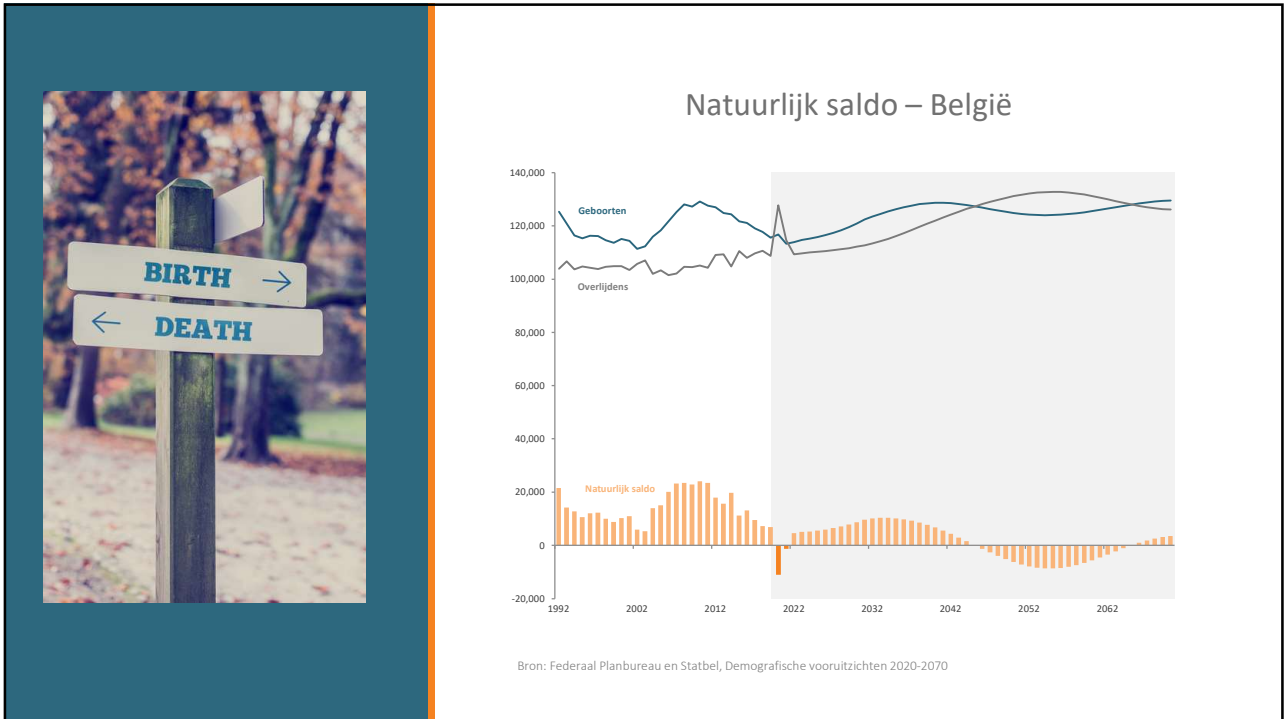 BIRTH
DEATH
Natuurlijk saldo – België
140,000
120,000
100,000
80,000
60,000
40,000
20,000
0
-20,000
Geboorten
Overlijdens
Natuurlijk saldo
1992 2002 2012 2022 2032 2042 2052 2062
Bron: Federaal Planbureau en Statbel, Demografische vooruitzichten 2020-2070